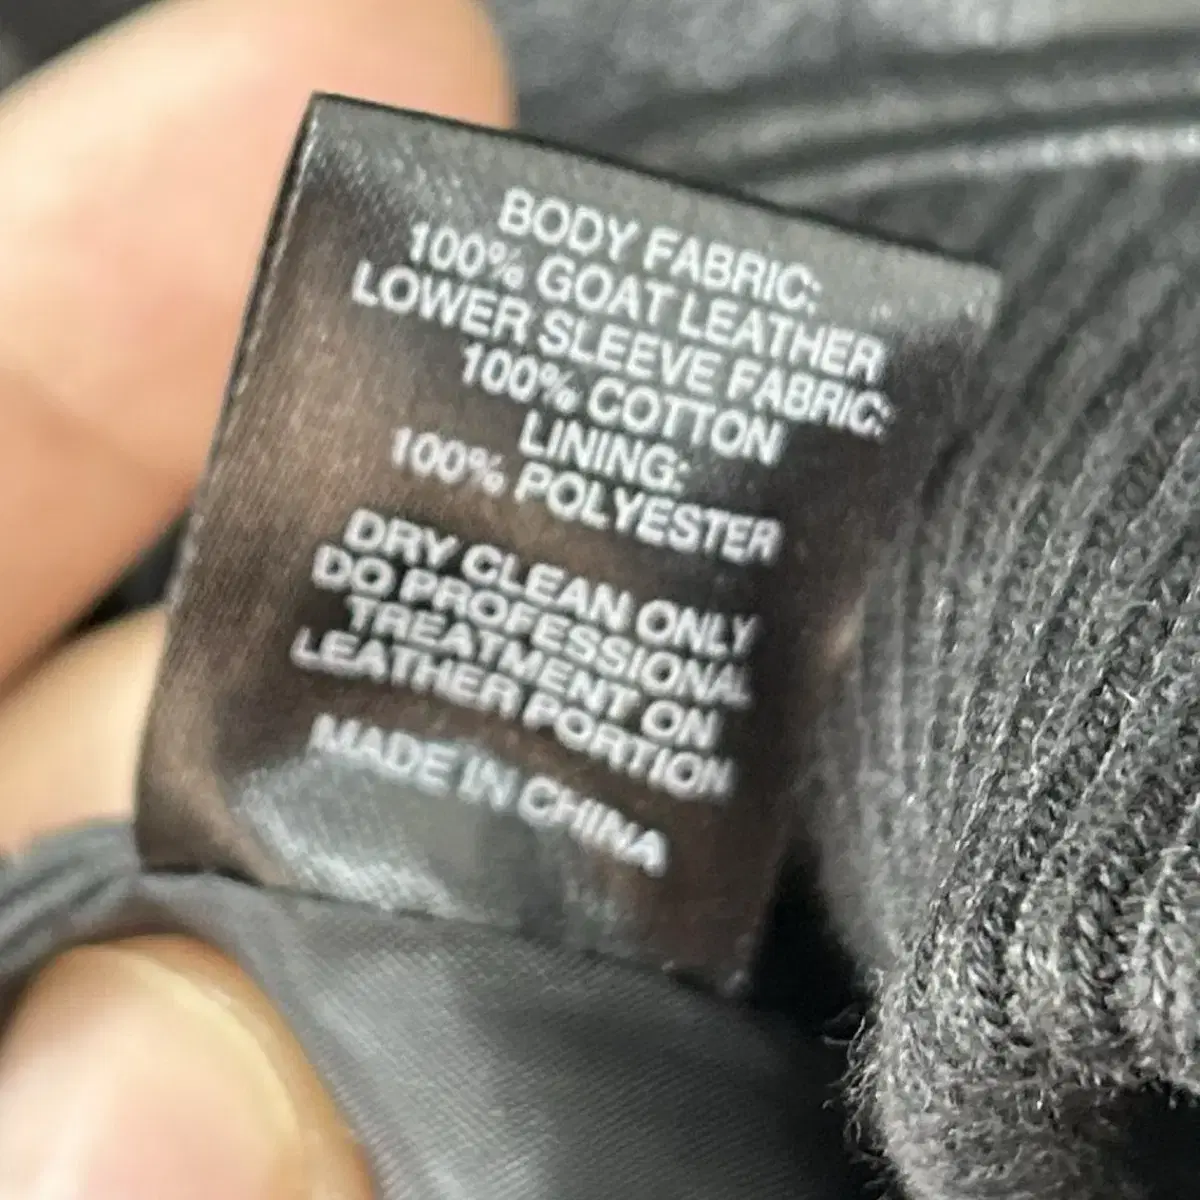 BODY FABRIC:
100% GOAT LEATHER
LOWER SLEEVE FABRIC:
100% COTTON
LINING:
100% POLYESTER
DRY CLEAN ONLY
DO PROFESSIONAL
TREATMENT ON
LEATHER PORTION
MADE IN CHINA